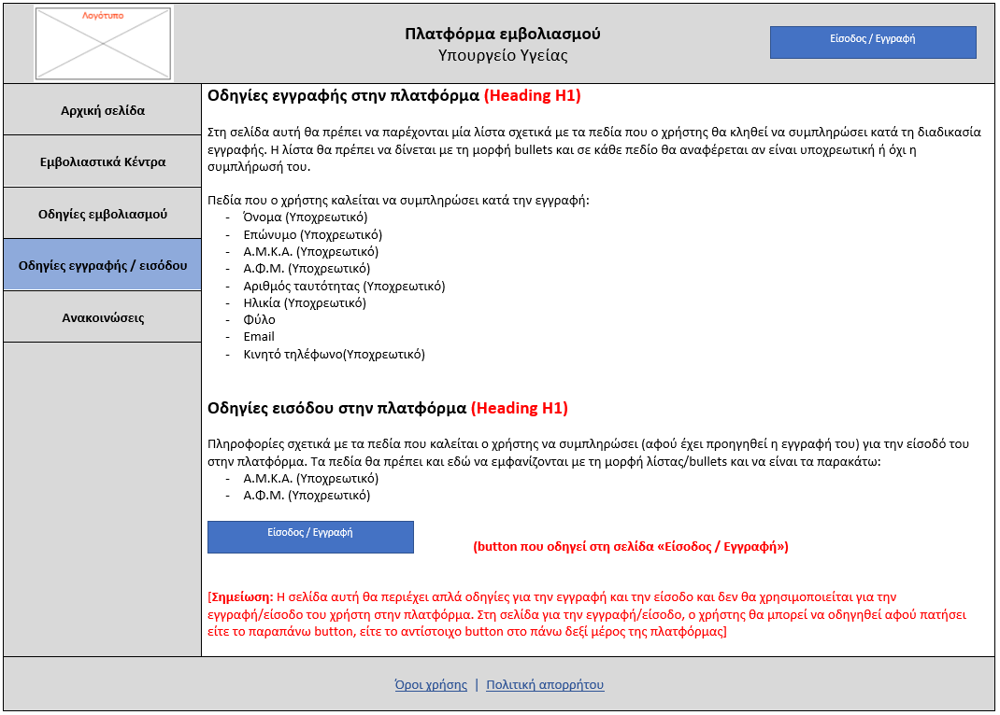 Λογότυπο
Πλατφόρμα εμβολιασμού
Υπουργείο Υγείας
Είσοδος / Εγγραφή
Αρχική σελίδα
Εμβολιαστικά Κέντρα
Οδηγίες εμβολιασμού
Οδηγίες εγγραφής / εισόδου
Ανακοινώσεις
Οδηγίες εγγραφής στην πλατφόρμα (Heading H1)
Στη σελίδα αυτή θα πρέπει να παρέχονται μία λίστα σχετικά με τα πεδία που ο χρήστης θα κληθεί να συμπληρώσει κατά τη διαδικασία
εγγραφής. Η λίστα θα πρέπει να δίνεται με τη μορφή bullets και σε κάθε πεδίο θα αναφέρεται αν είναι υποχρεωτική ή όχι η
συμπλήρωσή του.
Πεδία που ο χρήστης καλείται να συμπληρώσει κατά την εγγραφή:
- Όνομα (Υποχρεωτικό)
- Επώνυμο (Υποχρεωτικό)
- Α.Μ.Κ.Α. (Υποχρεωτικό)
- Α.Φ.Μ. (Υποχρεωτικό)
- Αριθμός ταυτότητας (Υποχρεωτικό)
- Ηλικία (Υποχρεωτικό)
- Φύλο
- Email
- Κινητό τηλέφωνο(Υποχρεωτικό)
Οδηγίες εισόδου στην πλατφόρμα (Heading H1)
Πληροφορίες σχετικά με τα πεδία που καλείται ο χρήστης να συμπληρώσει (αφού έχει προηγηθεί η εγγραφή του) για την είσοδό του
στην πλατφόρμα. Τα πεδία θα πρέπει και εδώ να εμφανίζονται με τη μορφή λίστας/bullets και να είναι τα παρακάτω:
- Α.Μ.Κ.Α. (Υποχρεωτικό)
- Α.Φ.Μ. (Υποχρεωτικό)
Είσοδος / Εγγραφή
(button που οδηγεί στη σελίδα «Είσοδος / Εγγραφή»)
[Σημείωση: Η σελίδα αυτή θα περιέχει απλά οδηγίες για την εγγραφή και την είσοδο και δεν θα χρησιμοποιείται για την
εγγραφή/είσοδο του χρήστη στην πλατφόρμα. Στη σελίδα για την εγγραφή/είσοδο, ο χρήστης θα μπορεί να οδηγηθεί αφού πατήσει
είτε το παραπάνω button, είτε το αντίστοιχο button στο πάνω δεξί μέρος της πλατφόρμας]
Όροι χρήσης | Πολιτική απορρήτου